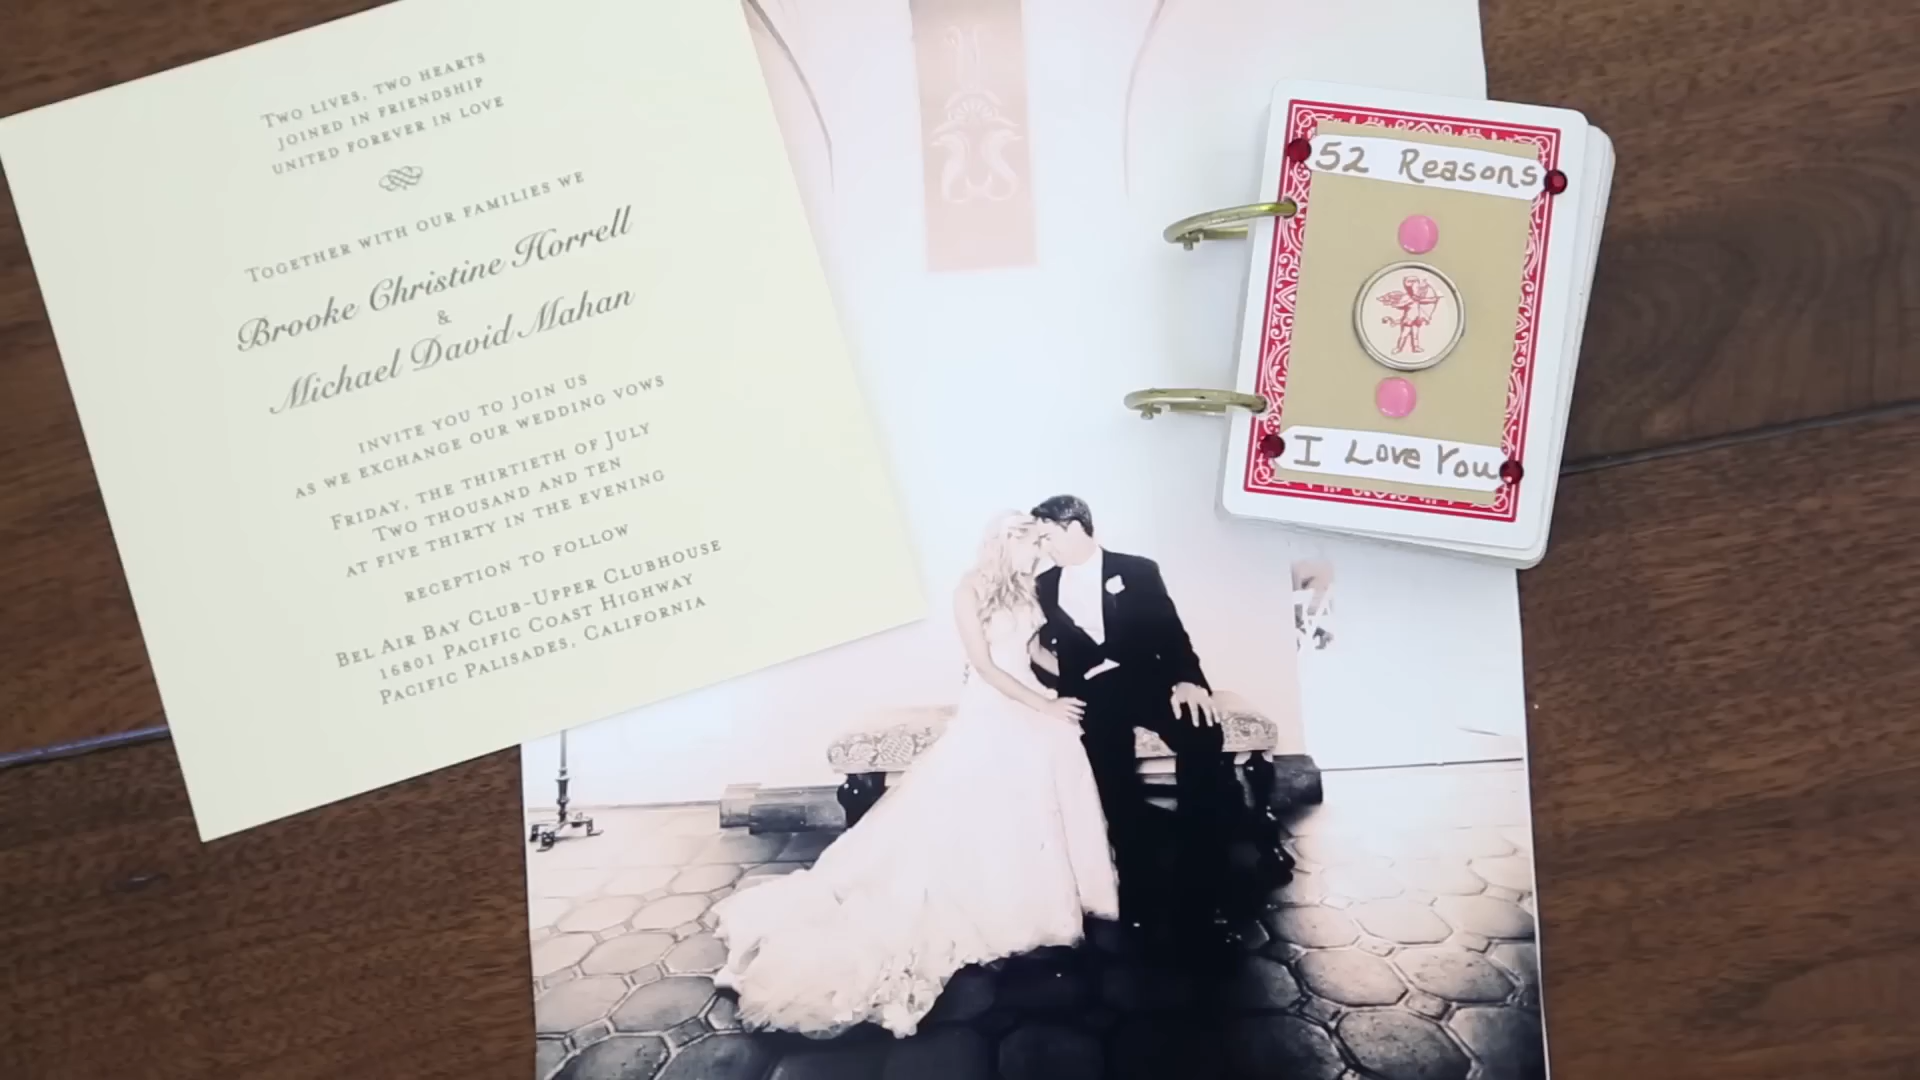 Two lives, two hearts
joined in friendship
united forever in love
Together with our families we
Brooke Christine Horrell
&
Michael David Mahan
invite you to join us
as we exchange our wedding vows
Friday, the thirtieth of July
Two thousand and ten
at five thirty in the evening
reception to follow
Bel Air Bay Club-Upper Clubhouse
16801 Pacific Coast Highway
Pacific Palisades, California
52 Reasons
I Love You